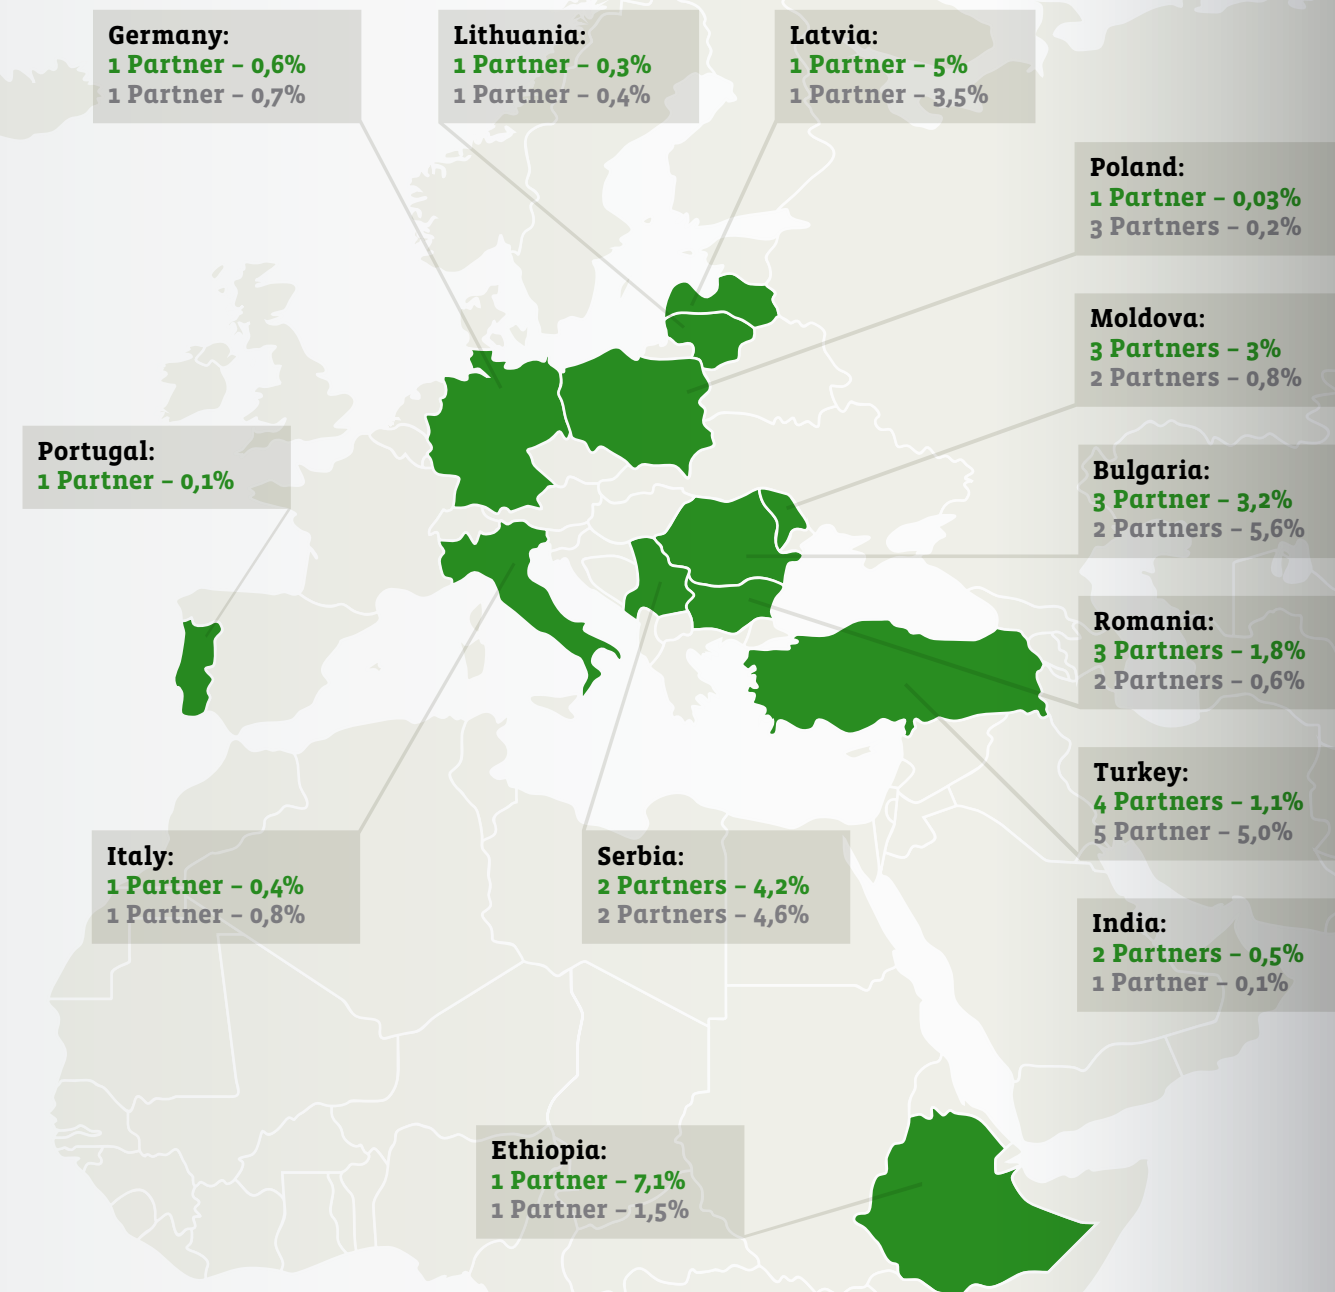 Germany:
1 Partner – 0,6%
1 Partner – 0,7%
Lithuania:
1 Partner – 0,3%
1 Partner – 0,4%
Latvia:
1 Partner – 5%
1 Partner – 3,5%
Poland:
1 Partner – 0,03%
3 Partners – 0,2%
Moldova:
3 Partners – 3%
2 Partners – 0,8%
Portugal:
1 Partner – 0,1%
Bulgaria:
3 Partner – 3,2%
2 Partners – 5,6%
Romania:
3 Partners – 1,8%
2 Partners – 0,6%
Turkey:
4 Partners – 1,1%
5 Partner – 5,0%
Italy:
1 Partner – 0,4%
1 Partner – 0,8%
Serbia:
2 Partners – 4,2%
2 Partners – 4,6%
India:
2 Partners – 0,5%
1 Partner – 0,1%
Ethiopia:
1 Partner – 7,1%
1 Partner – 1,5%